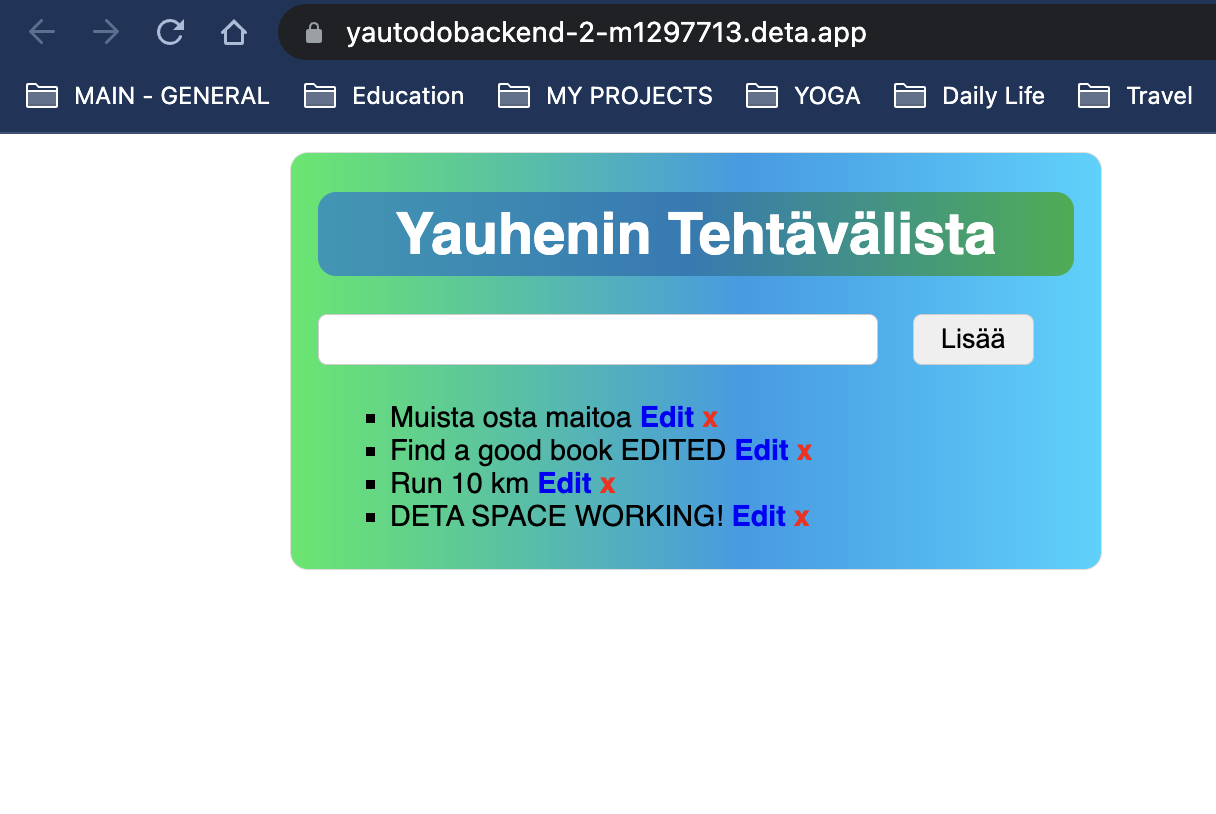 yautodobackend-2-m1297713.deta.app
MAIN - GENERAL Education MY PROJECTS YOGA Daily Life Travel
Yauhenin Tehtävälista
Lisää
Muista osta maitoa Edit x
Find a good book EDITED Edit x
Run 10 km Edit x
DETA SPACE WORKING! Edit x